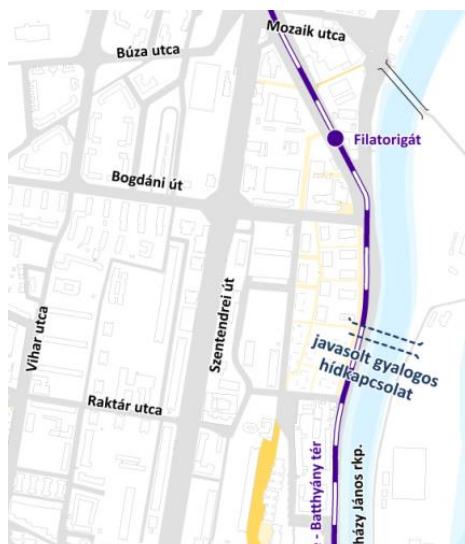 Mozaik utca
Búza utca
Filatorigát
Bogdáni út
Szentendrei út
Vihar utca
javasolt gyalogos
hídkapcsolat
Raktár utca
- Batthyány tér
házy János rkp.